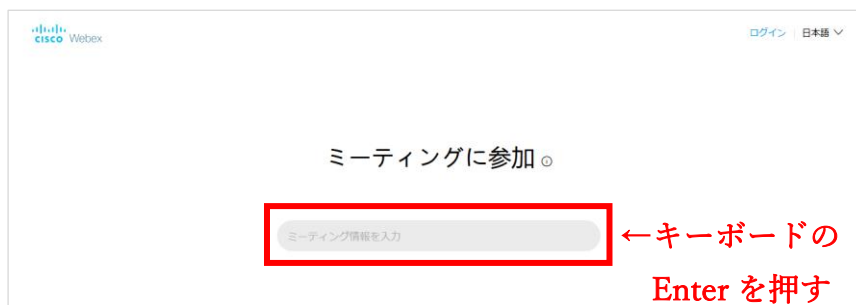 CISCO Webex
ログイン 日本語
ミーティングに参加
ミーティング情報を入力
←キーボードの
Enter を押す